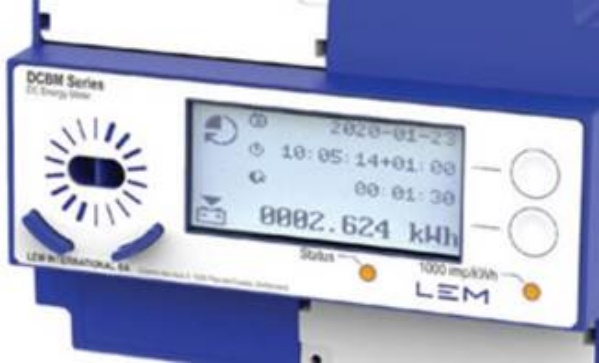 DCBM Series
DC Energy Meter
2020-01-23
10:05:14+01:00
00:01:30
0002.624 kWh
Status
1000 imp/kWh
LEM INTERNATIONAL SA
LEM